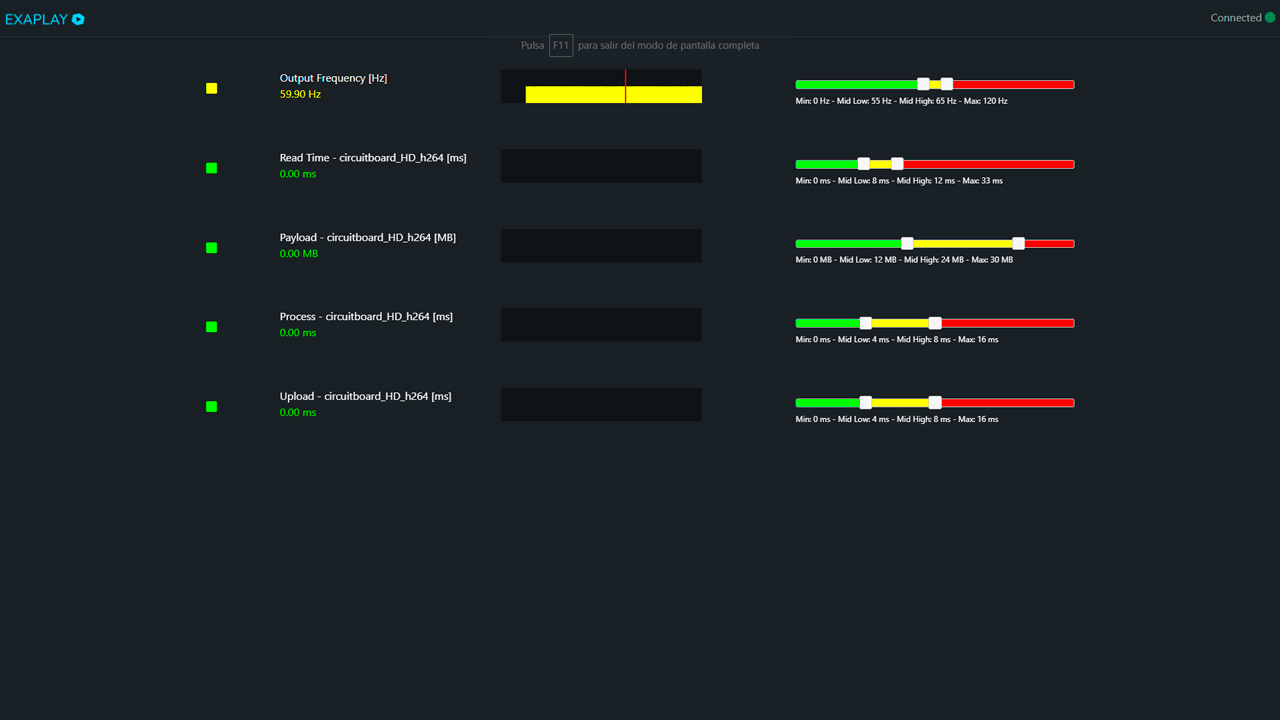 EXAPLAY
Connected
Pulsa F11 para salir del modo de pantalla completa
Output Frequency [Hz]
59.90 Hz
Min: 0 Hz - Mid Low: 55 Hz - Mid High: 65 Hz - Max: 120 Hz
Read Time - circuitboard_HD_h264 [ms]
0.00 ms
Min: 0 ms - Mid Low: 8 ms - Mid High: 12 ms - Max: 33 ms
Payload - circuitboard_HD_h264 [MB]
0.00 MB
Min: 0 MB - Mid Low: 12 MB - Mid High: 24 MB - Max: 30 MB
Process - circuitboard_HD_h264 [ms]
0.00 ms
Min: 0 ms - Mid Low: 4 ms - Mid High: 8 ms - Max: 16 ms
Upload - circuitboard_HD_h264 [ms]
0.00 ms
Min: 0 ms - Mid Low: 4 ms - Mid High: 8 ms - Max: 16 ms